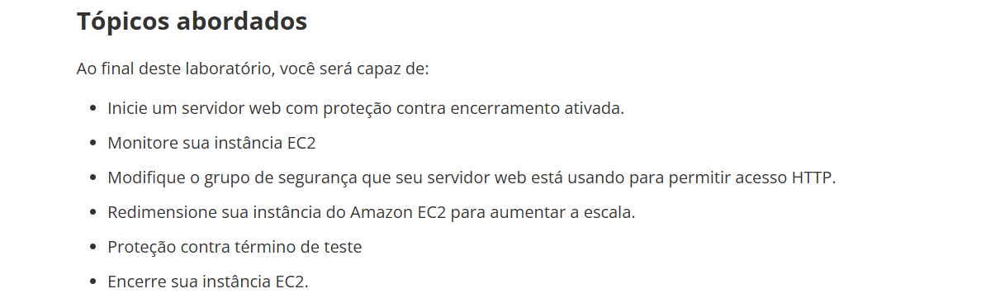 Tópicos abordados
Ao final deste laboratório, você será capaz de:
• Inicie um servidor web com proteção contra encerramento ativada.
• Monitore sua instância EC2
• Modifique o grupo de segurança que seu servidor web está usando para permitir acesso HTTP.
• Redimensione sua instância do Amazon EC2 para aumentar a escala.
• Proteção contra término de teste
• Encerre sua instância EC2.